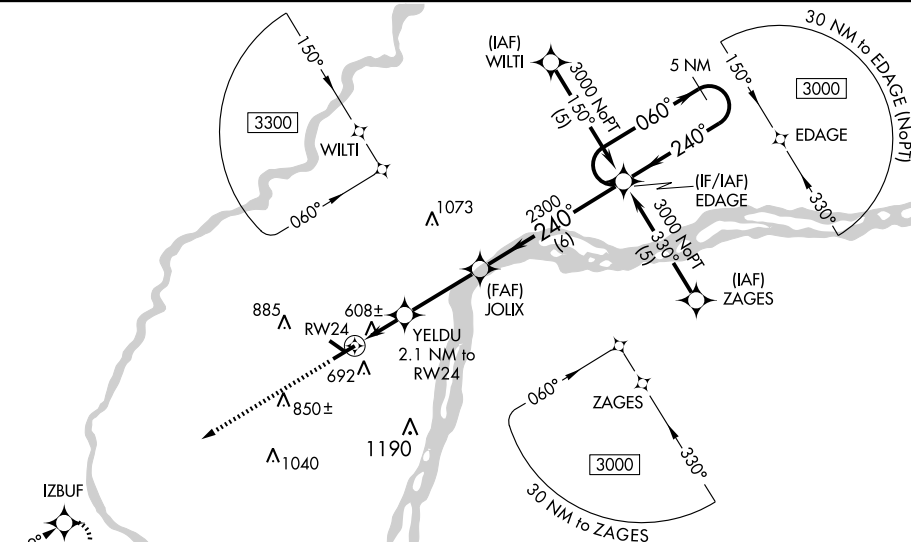 30 NM to EDAGE (NoPT)
(IAF)
WILTI
3000 NoPT
150°
(5)
5 NM
060°
240°
150°
3000
EDAGE
330°
150°
3300
WILTI
060°
(IF/IAF)
EDAGE
3000 NoPT
330°
(5)
(IAF)
ZAGES
1073
2300
240°
(6)
(FAF)
JOLIX
885
608±
RW24
YELDU
2.1 NM to
RW24
692
850±
1190
1040
060°
ZAGES
3000
330°
30 NM to ZAGES
IZBUF